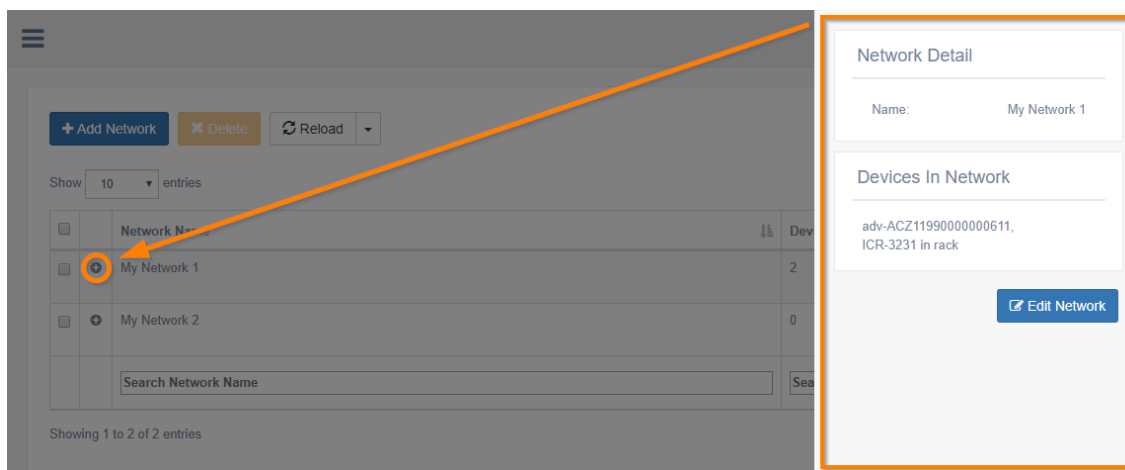 Add Network
Delete
Reload
Show 10 entries
Network Name
Dev
My Network 1
2
My Network 2
0
Search Network Name
Sea
Showing 1 to 2 of 2 entries
Network Detail
Name: My Network 1
Devices In Network
adv-ACZ11990000000611,
ICR-3231 in rack
Edit Network